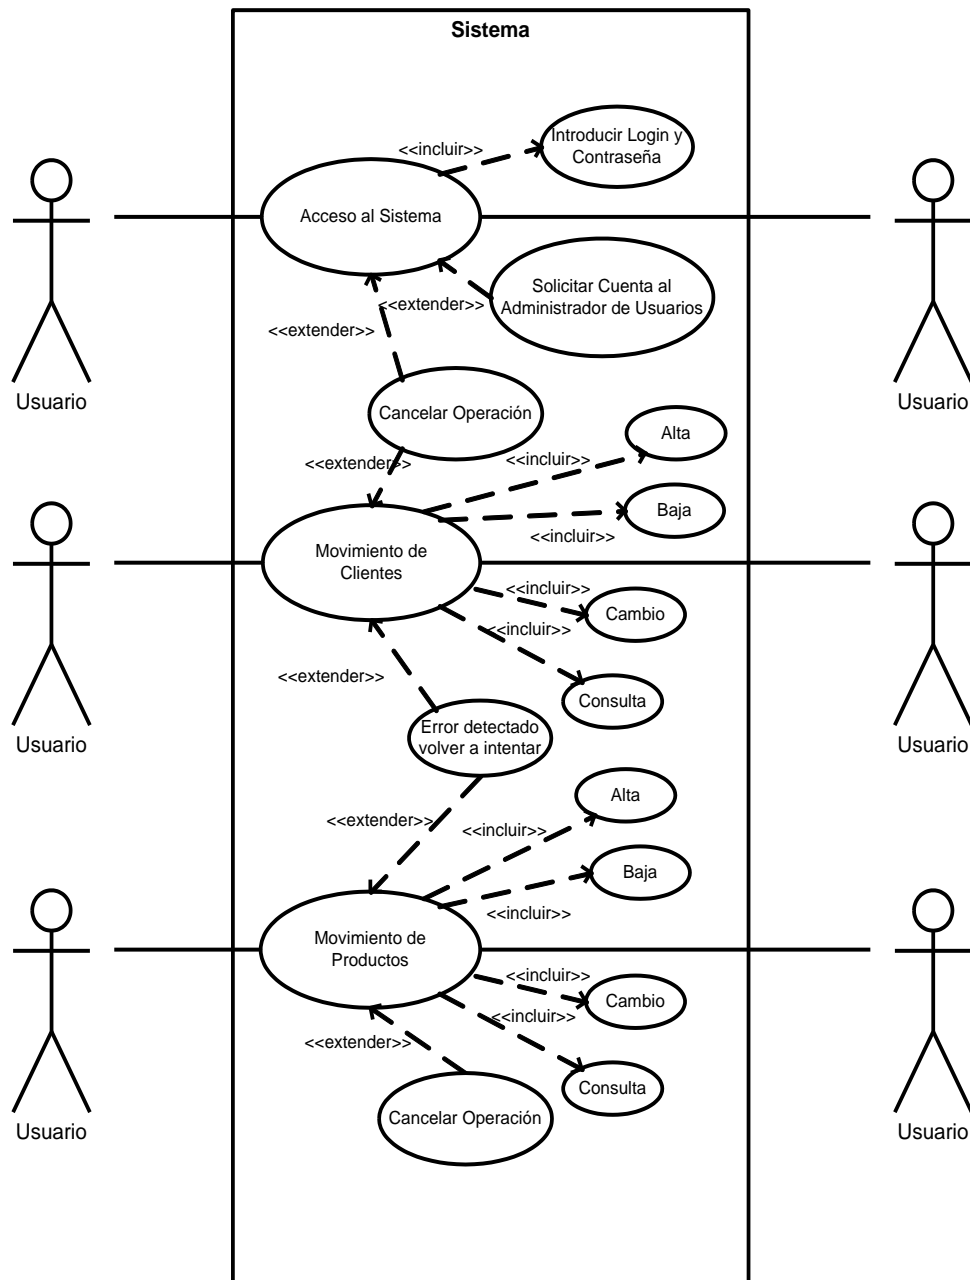 Sistema
<<incluir>>
Introducir Login y
Contraseña
Acceso al Sistema
Solicitar Cuenta al
Administrador de Usuarios
<<extender>>
<<extender>>
Usuario
Usuario
Cancelar Operación
Alta
<<extender>>
<<incluir>>
Baja
<<incluir>>
Movimiento de
Clientes
<<incluir>>
Cambio
<<incluir>>
<<extender>>
Consulta
Error detectado
volver a intentar
Usuario
Usuario
Alta
<<extender>>
<<incluir>>
Baja
<<incluir>>
Movimiento de
Productos
<<incluir>>
Cambio
<<incluir>>
<<extender>>
Consulta
Cancelar Operación
Usuario
Usuario